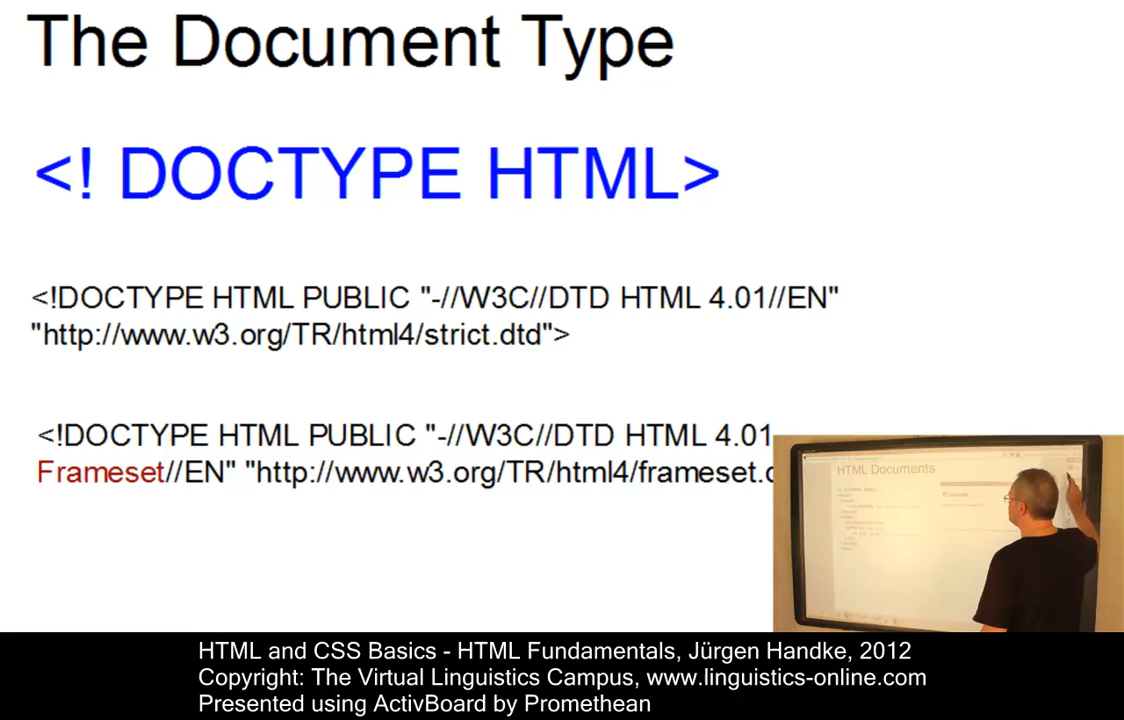 The Document Type
<! DOCTYPE HTML>
<!DOCTYPE HTML PUBLIC "-//W3C//DTD HTML 4.01//EN"
"http://www.w3.org/TR/html4/strict.dtd">
<!DOCTYPE HTML PUBLIC "-//W3C//DTD HTML 4.01
Frameset//EN" "http://www.w3.org/TR/html4/frameset.
HTML Documents
HTML and CSS Basics - HTML Fundamentals, Jürgen Handke, 2012
Copyright: The Virtual Linguistics Campus, www.linguistics-online.com
Presented using ActivBoard by Promethean